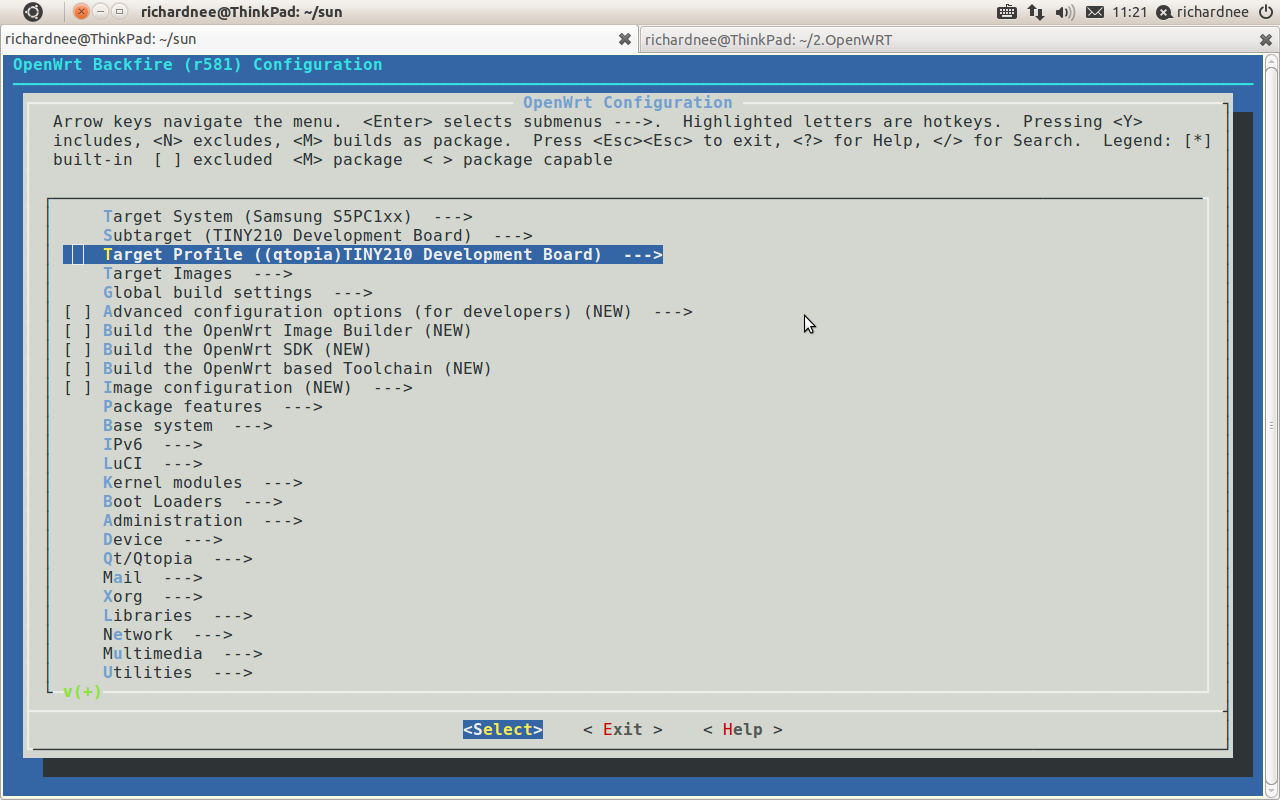 richardnee@ThinkPad: ~/sun
11:21 richardnee
richardnee@ThinkPad: ~/sun
richardnee@ThinkPad: ~/2.OpenWRT
OpenWrt Backfire (r581) Configuration
OpenWrt Configuration
Arrow keys navigate the menu.  <Enter> selects submenus --->.  Highlighted letters are hotkeys.  Pressing <Y>
includes, <N> excludes, <M> builds as package.  Press <Esc><Esc> to exit, <?> for Help, </> for Search.  Legend: [*]
built-in  [ ] excluded  <M> package  < > package capable
Target System (Samsung S5PC1xx)  --->
Subtarget (TINY210 Development Board)  --->
Target Profile ((qtopia)TINY210 Development Board)  --->
Target Images  --->
Global build settings  --->
[ ] Advanced configuration options (for developers) (NEW)  --->
[ ] Build the OpenWrt Image Builder (NEW)
[ ] Build the OpenWrt SDK (NEW)
[ ] Build the OpenWrt based Toolchain (NEW)
[ ] Image configuration (NEW)  --->
Package features  --->
Base system  --->
IPv6  --->
LuCI  --->
Kernel modules  --->
Boot Loaders  --->
Administration  --->
Device  --->
Qt/Qtopia  --->
Mail  --->
Xorg  --->
Libraries  --->
Network  --->
Multimedia  --->
Utilities  --->
v(+)
<Select>    < Exit >    < Help >